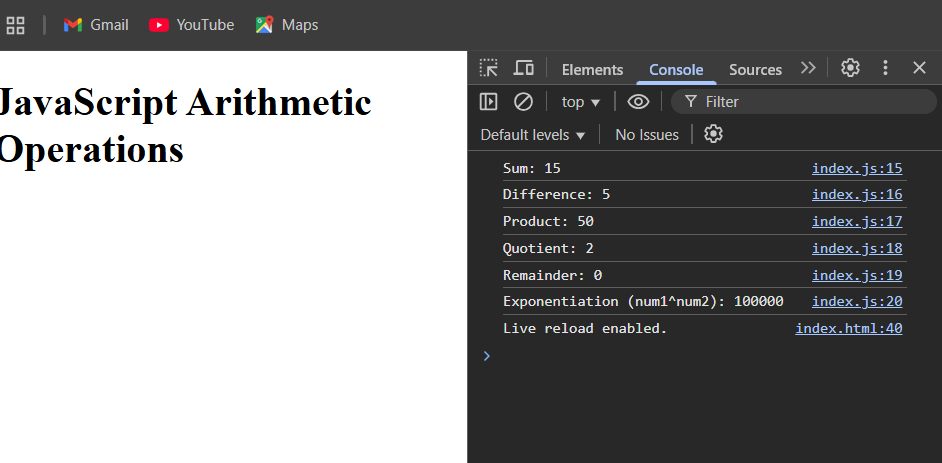 Gmail YouTube Maps
JavaScript Arithmetic
Operations
Elements Console Sources
top Filter
Default levels No Issues
Sum: 15 index.js:15
Difference: 5 index.js:16
Product: 50 index.js:17
Quotient: 2 index.js:18
Remainder: 0 index.js:19
Exponentiation (num1^num2): 100000 index.js:20
Live reload enabled. index.html:40